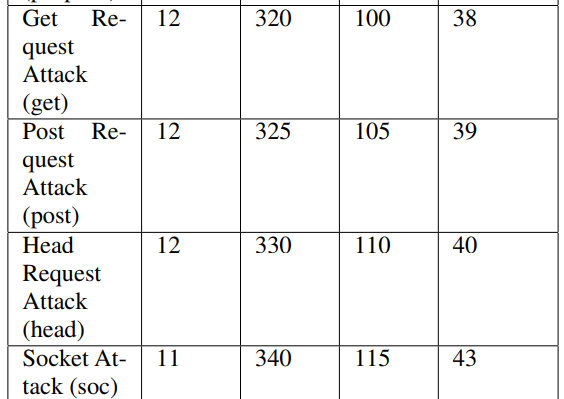 Get Re- 12 320 100 38
quest
Attack
(get)
Post Re- 12 325 105 39
quest
Attack
(post)
Head 12 330 110 40
Request
Attack
(head)
Socket At- 11 340 115 43
tack (soc)